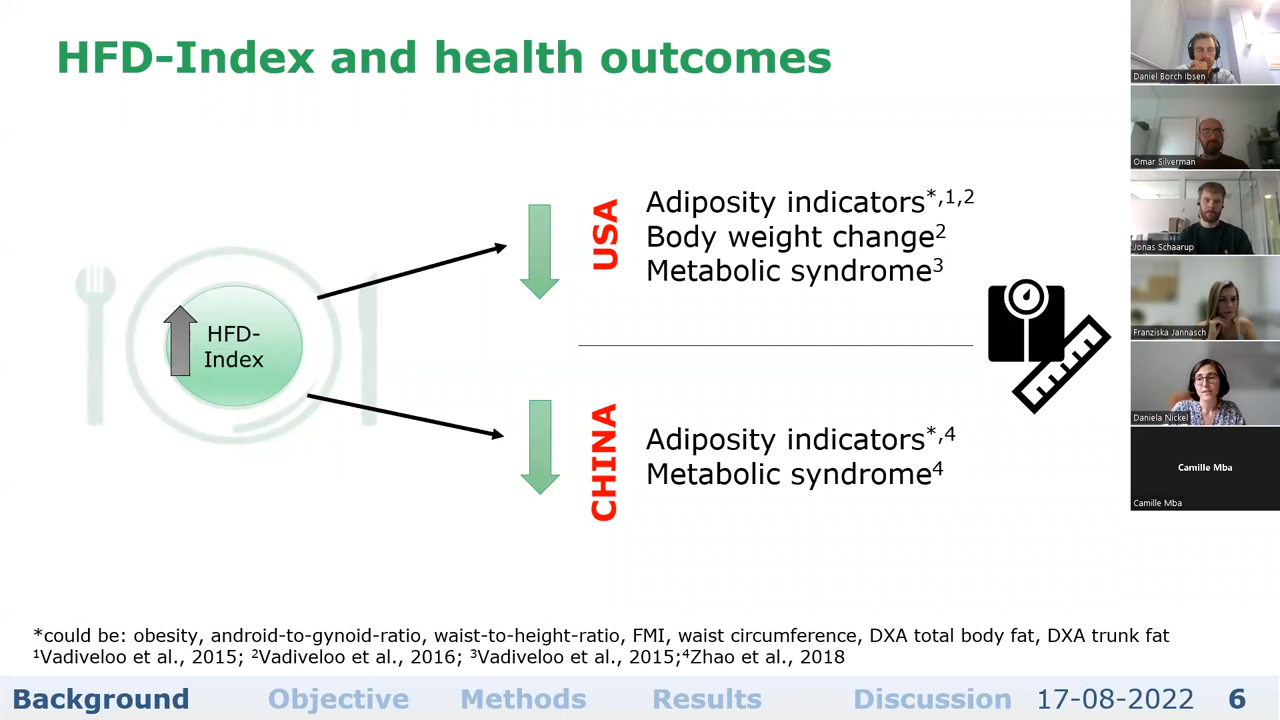 HFD-Index and health outcomes
HFD-
Index
USA
Adiposity indicators*,1,2
Body weight change2
Metabolic syndrome3
CHINA
Adiposity indicators*,4
Metabolic syndrome4
*could be: obesity, android-to-gynoid-ratio, waist-to-height-ratio, FMI, waist circumference, DXA total body fat, DXA trunk fat
1Vadiveloo et al., 2015; 2Vadiveloo et al., 2016; 3Vadiveloo et al., 2015;4Zhao et al., 2018
Background Objective Methods Results Discussion 17-08-2022 6
Daniel Borch Ibsen
Omar Silverman
Jonas Schaarup
Franziska Jannasch
Daniela Nickel
Camille Mba
Camille Mba